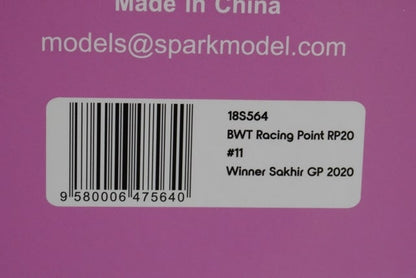 Made in China
models@sparkmodel.com
18S564
BWT Racing Point RP20
#11
Winner Sakhir GP 2020
9 580006 475640